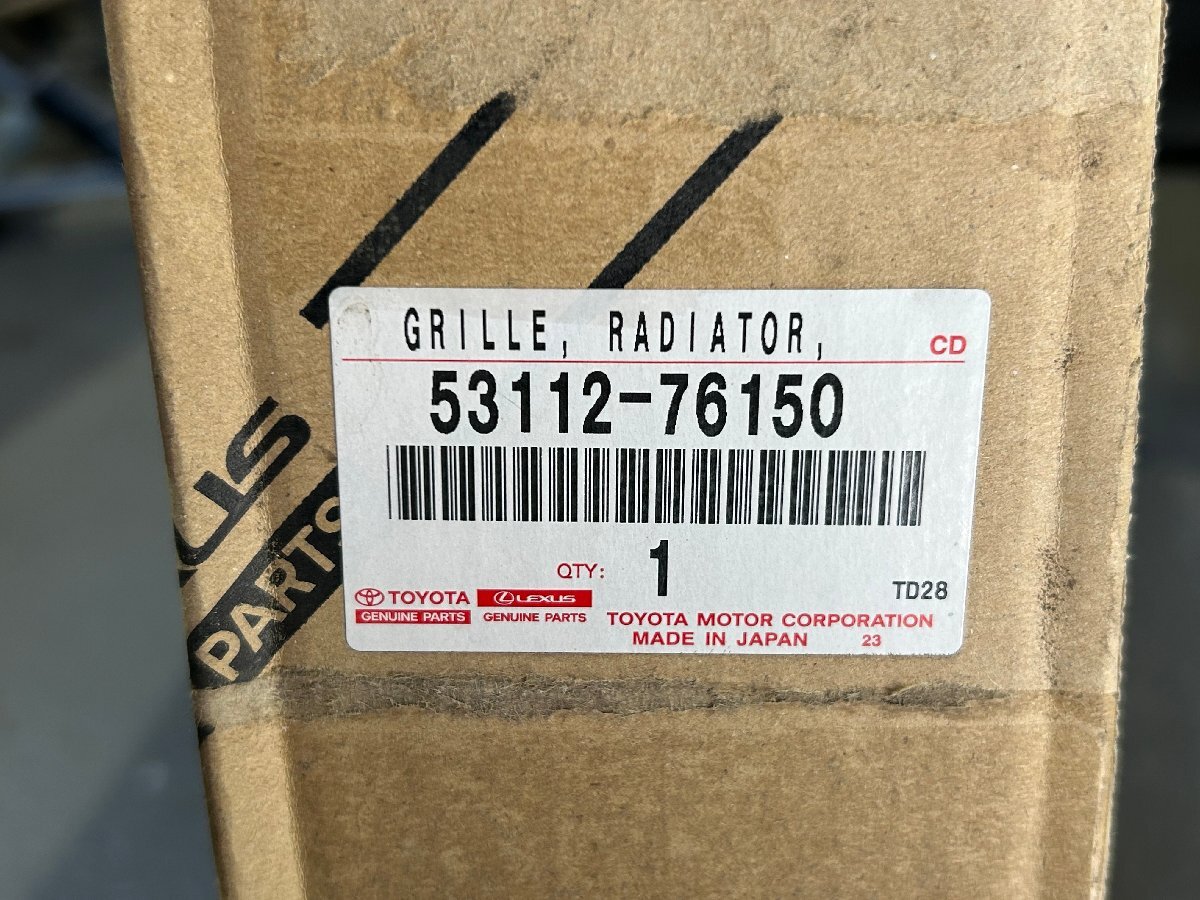 GRILLE, RADIATOR,
CD
53112-76150
QTY: 1
TD28
TOYOTA
GENUINE PARTS
LEXUS
GENUINE PARTS
TOYOTA MOTOR CORPORATION
MADE IN JAPAN 23
PARTS